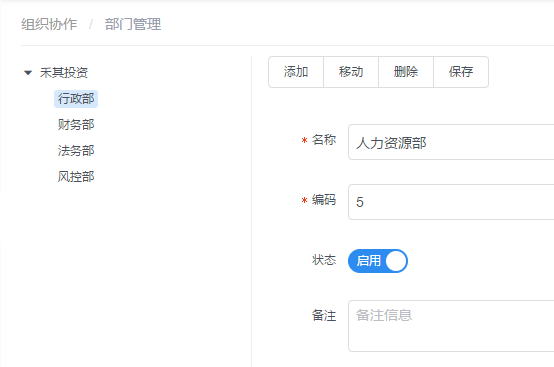 组织协作 / 部门管理
禾其投资
行政部
财务部
法务部
风控部
添加 移动 删除 保存
* 名称 人力资源部
* 编码 5
状态 启用
备注 备注信息